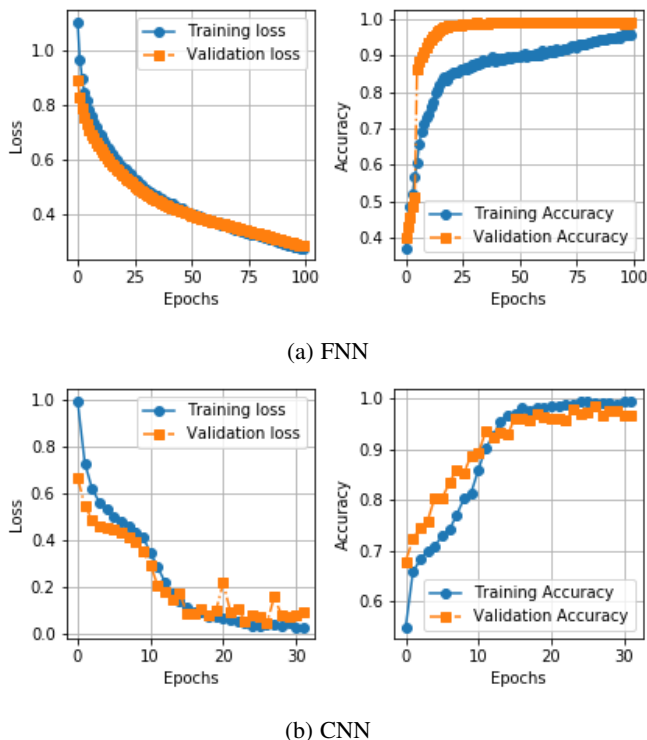 1.0
0.8
0.6
0.4
Loss
Training loss
Validation loss
0 25 50 75 100
Epochs
1.0
0.9
0.8
0.7
0.6
0.5
0.4
Accuracy
Training Accuracy
Validation Accuracy
0 25 50 75 100
Epochs
(a) FNN
1.0
0.8
0.6
0.4
0.2
0.0
Loss
Training loss
Validation loss
0 10 20 30
Epochs
1.0
0.9
0.8
0.7
0.6
Accuracy
Training Accuracy
Validation Accuracy
0 10 20 30
Epochs
(b) CNN